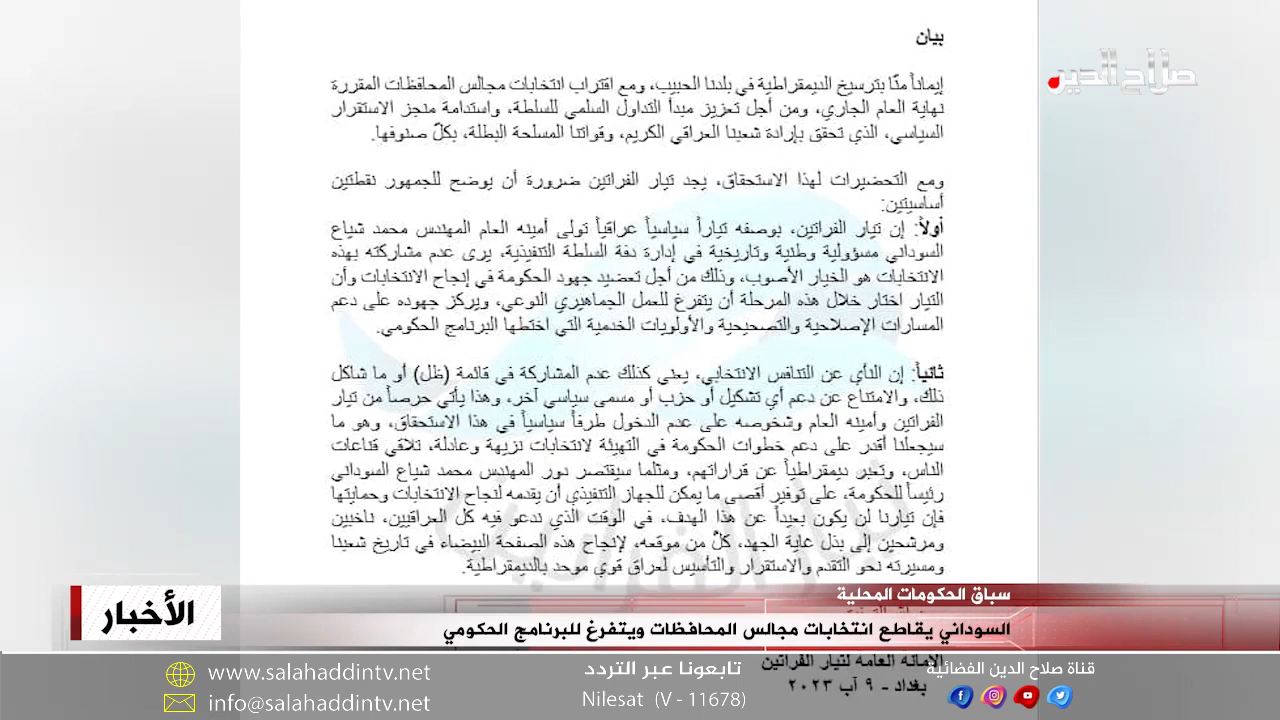 صلاح الدين
بيان
إيماناً منّا بترسيخ الديمقراطية في بلدنا الحبيب، ومع اقتراب انتخابات مجالس المحافظات المقررة
نهاية العام الجاري، ومن أجل تعزيز مبدأ التداول السلمي للسلطة، واستدامة منجز الاستقرار
السياسي، الذي تحقق بإرادة شعبنا العراقي الكريم، وقواتنا المسلحة البطلة، بكلّ صنوفها.
ومع التحضيرات لهذا الاستحقاق، يجد تيار الفراتين ضرورة أن يوضح للجمهور نقطتين
أساسيتين:
أولاً: إن تيار الفراتين، بوصفه تياراً سياسياً عراقياً تولى أمينه العام المهندس محمد شياع
السوداني مسؤولية وطنية وتاريخية في إدارة دفة السلطة التنفيذية، يرى عدم مشاركته بهذه
الانتخابات هو الخيار الأصوب، وذلك من أجل تعضيد جهود الحكومة في إنجاح الانتخابات وأن
التيار اختار خلال هذه المرحلة أن يتفرغ للعمل الجماهيري النوعي، ويركز جهوده على دعم
المسارات الإصلاحية والتصحيحية والأولويات الخدمية التي اختطها البرنامج الحكومي.
ثانياً: إن النأي عن التنافس الانتخابي، يعني كذلك عدم المشاركة في قائمة (ظل) أو ما شاكل
ذلك، والامتناع عن دعم أي تشكيل أو حزب أو مسمى سياسي آخر، وهذا يأتي حرصاً من تيار
الفراتين وأمينه العام وشخوصه على عدم الدخول طرفاً سياسياً في هذا الاستحقاق، وهو ما
سيجعلنا أقدر على دعم خطوات الحكومة في التهيئة لانتخابات نزيهة وعادلة، تلاقي قناعات
الناس، وتعبر ديمقراطياً عن قراراتهم، ومثلما سيقتصر دور المهندس محمد شياع السوداني
رئيساً للحكومة، على توفير أقصى ما يمكن للجهاز التنفيذي أن يقدمه لنجاح الانتخابات وحمايتها
فإن تيارنا لن يكون بعيداً عن هذا الهدف، في الوقت الذي ندعو فيه كل العراقيين، ناخبين
ومرشحين إلى بذل غاية الجهد، كلٌ من موقعه، لإنجاح هذه الصفحة البيضاء في تاريخ شعبنا
ومسيرته نحو التقدم والاستقرار والتأسيس لعراق قوي موحد بالديمقراطية.
تيار الفراتين
سباق الحكومات المحلية
الأخبار
السوداني يقاطع انتخابات مجالس المحافظات ويتفرغ للبرنامج الحكومي
الامانه العامه لتيار الفراتين
بغداد - ٩ آب ٢٠٢٣
قناة صلاح الدين الفضائية
تابعونا عبر التردد
Nilesat (V - 11678)
www.salahaddintv.net
info@salahaddintv.net